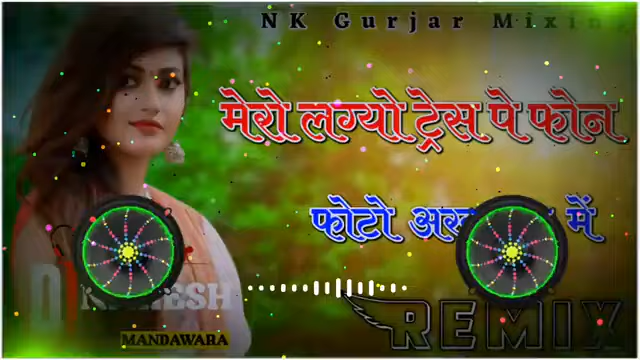 NK Gurjar Mixing
मेरो लग्यो ट्रेस पे फोन
फोटो में
MANDAWARA
REMIX